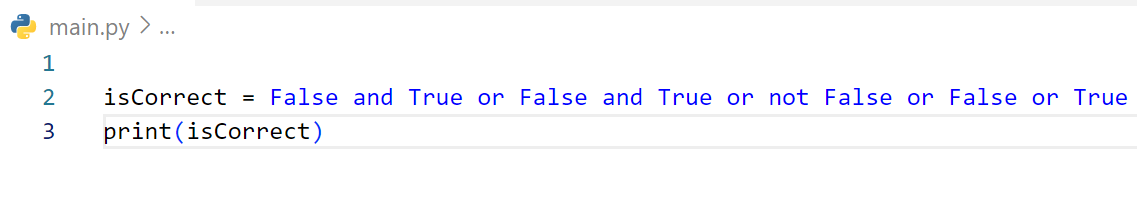 main.py > ...
1
2 isCorrect = False and True or False and True or not False or False or True
3 print(isCorrect)